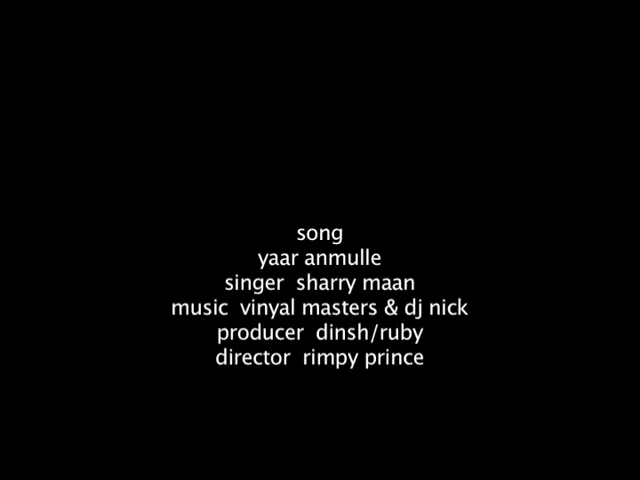 song
yaar anmulle
singer  sharry maan
music  vinyal masters & dj nick
producer  dinsh/ruby
director  rimpy prince